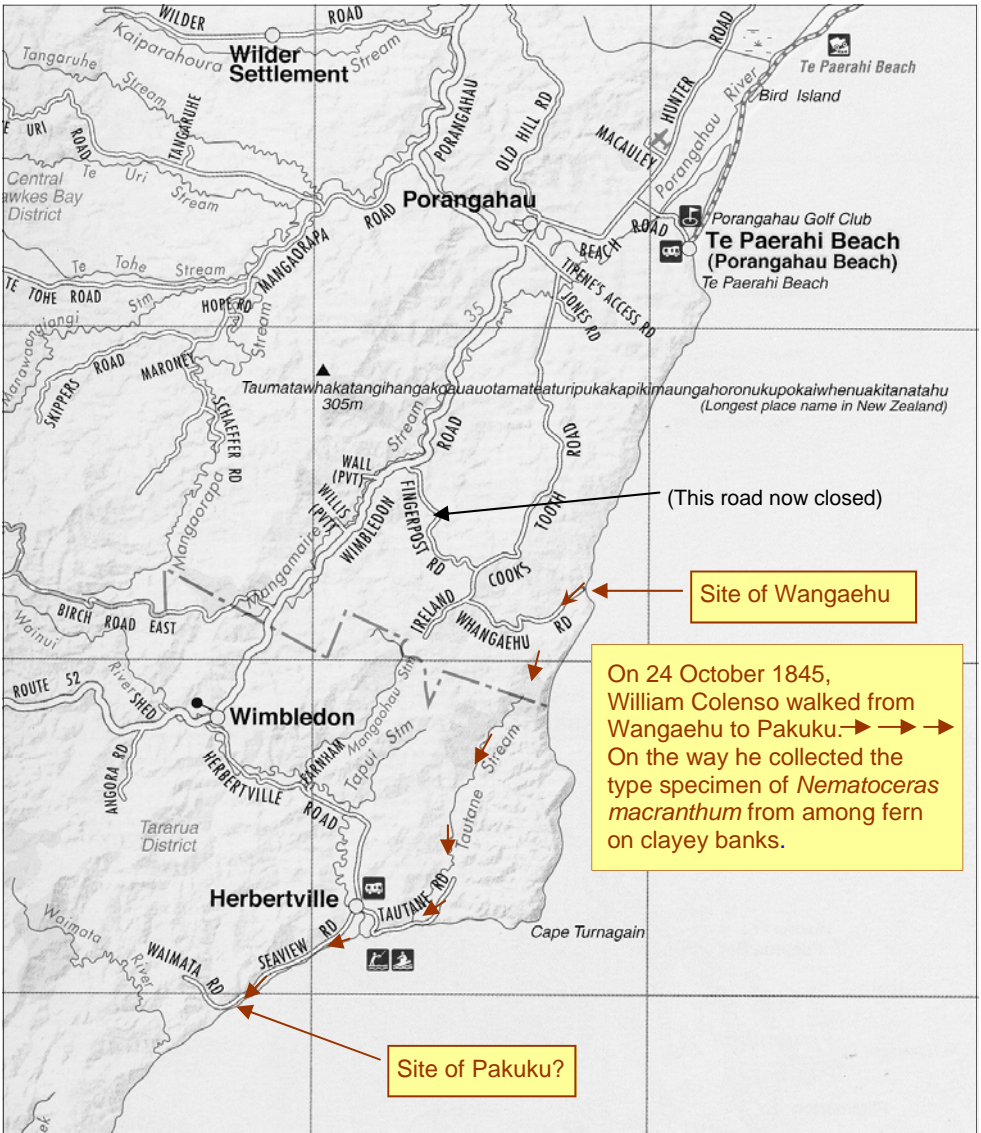 WILDER ROAD
Kaiparahoura Stream
Wilder
Settlement
Tangaruhe
Stream
TANGARUHE
E URI
ROAD
Te Uri
Stream
Central
awkes Bay
District
PORANGAHAU
ROAD
OLD HILL RD
MACAULEY
HUNTER ROAD
Te Paerahi Beach
River
Bird Island
Porangahau
Porangahau
BEACH ROAD
Porangahau Golf Club
Te Paerahi Beach
(Porangahau Beach)
Te Paerahi Beach
TIPENE'S ACCESS RD
JONES RD
Te Tohe Stream
TE TOHE ROAD
MANGAORAPA
HOPE RD
Stream
Manawaangiangi Stm
SKIPPERS ROAD
MARONEY
SCHAEFFER RD
Mangaorapa
35
Taumatawhakatangihangakoauauotamateaturipukakapikimaungahoronukupokaiwhenuakitanatahu
305m
(Longest place name in New Zealand)
Stream
ROAD
WALL
(PVT)
WILLIS
(PVT)
WIMBLEDON
FINGERPOST RD
(This road now closed)
ROAD
TOOTH
COOKS
IRELAND
WHANGAEHU RD
Site of Wangaehu
Mangamaire
BIRCH ROAD EAST
Wainui
River
ROUTE 52
SHED
Wimbledon
ANGORA RD
HERBERTVILLE
ROAD
FARNHAM
Mangaohau Stm
Tapui Stm
Tautane Stream
On 24 October 1845,
William Colenso walked from
Wangaehu to Pakuku.
On the way he collected the
type specimen of Nematoceras
macranthum from among fern
on clayey banks.
Tararua
District
Herbertville
TAUTANE RD
Cape Turnagain
SEAVIEW RD
WAIMATA RD
Waimata
River
Site of Pakuku?